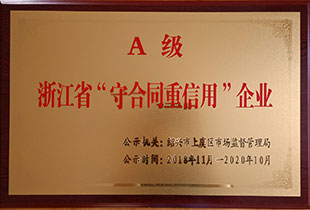 A 级
浙江省“守合同重信用”企业
公示机关：绍兴市上虞区市场监督管理局
公示时间：2018年11月—2020年10月